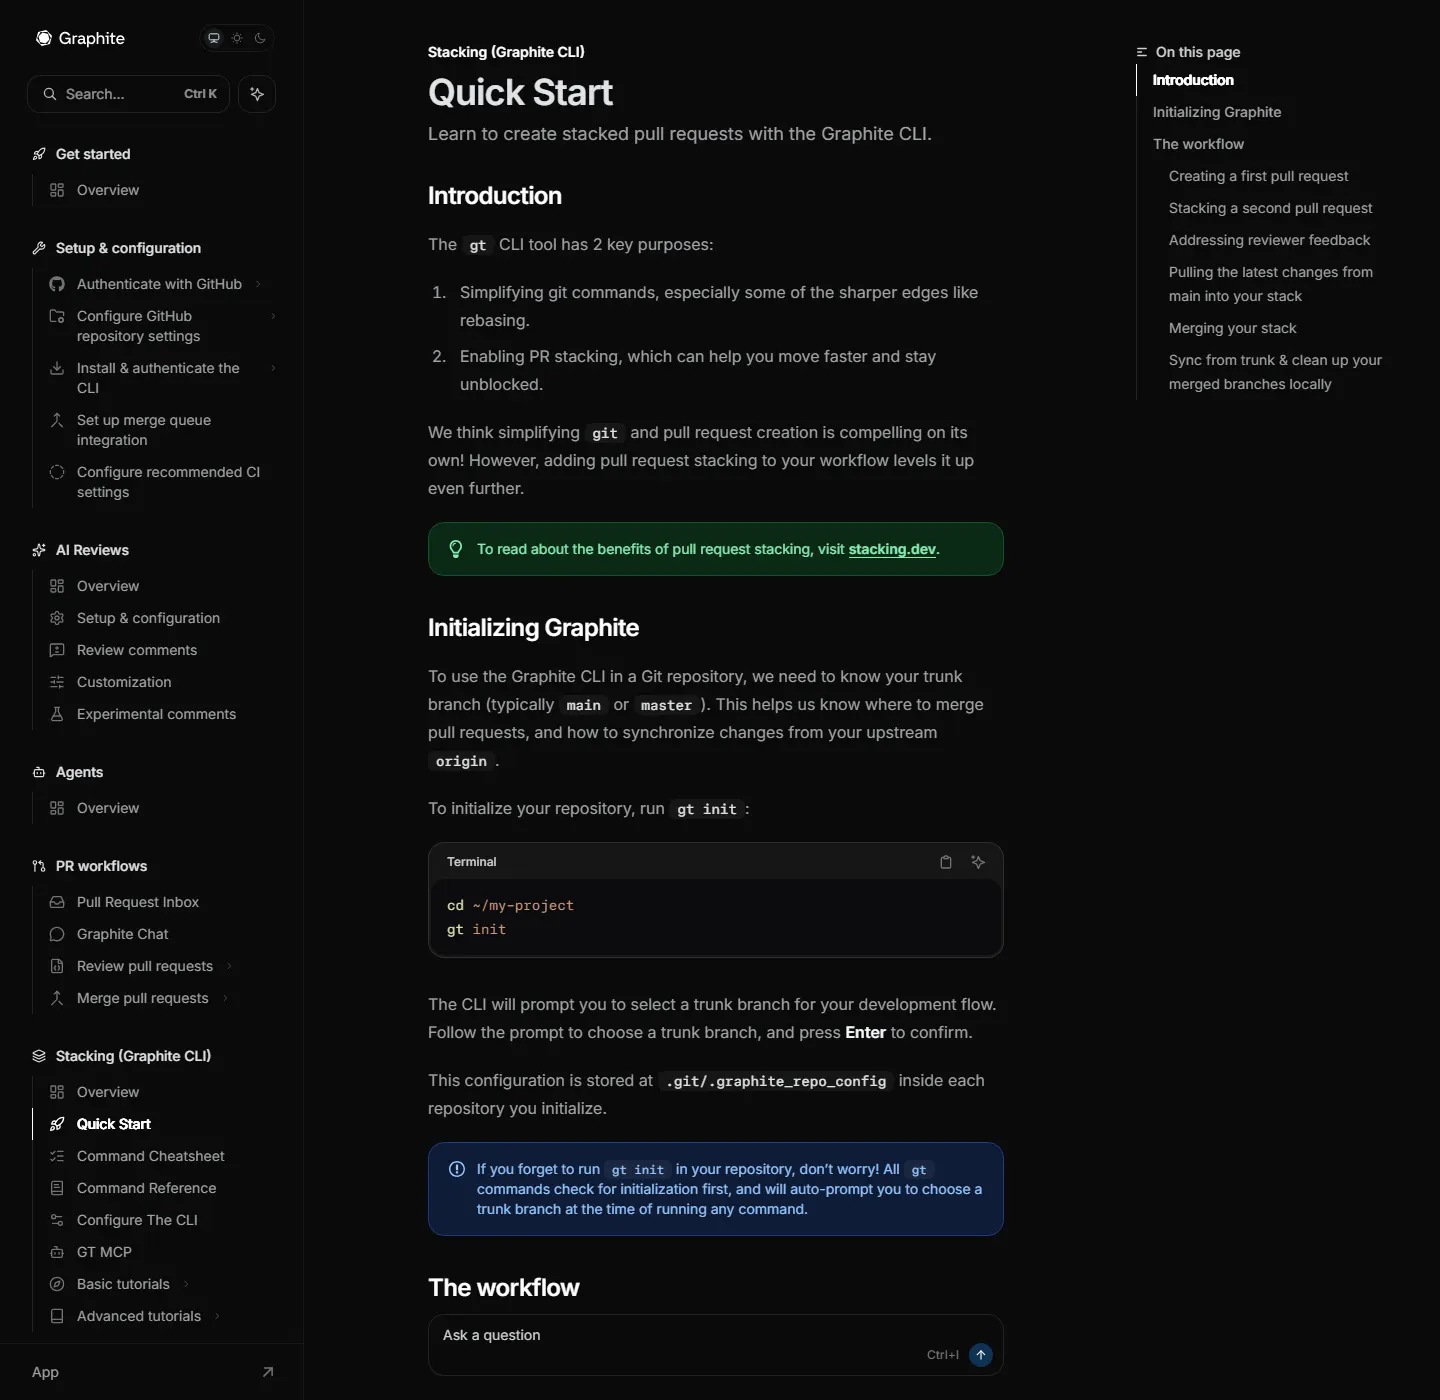 Graphite
Search...
Ctrl K
Get started
Overview
Setup & configuration
Authenticate with GitHub
Configure GitHub
repository settings
Install & authenticate the
CLI
Set up merge queue
integration
Configure recommended CI
settings
AI Reviews
Overview
Setup & configuration
Review comments
Customization
Experimental comments
Agents
Overview
PR workflows
Pull Request Inbox
Graphite Chat
Review pull requests
Merge pull requests
Stacking (Graphite CLI)
Overview
Quick Start
Command Cheatsheet
Command Reference
Configure The CLI
GT MCP
Basic tutorials
Advanced tutorials
App
Stacking (Graphite CLI)
Quick Start
Learn to create stacked pull requests with the Graphite CLI.
Introduction
The gt CLI tool has 2 key purposes:
1. Simplifying git commands, especially some of the sharper edges like
rebasing.
2. Enabling PR stacking, which can help you move faster and stay
unblocked.
We think simplifying git and pull request creation is compelling on its
own! However, adding pull request stacking to your workflow levels it up
even further.
To read about the benefits of pull request stacking, visit stacking.dev.
Initializing Graphite
To use the Graphite CLI in a Git repository, we need to know your trunk
branch (typically main or master). This helps us know where to merge
pull requests, and how to synchronize changes from your upstream
origin.
To initialize your repository, run gt init:
Terminal
cd ~/my-project
gt init
The CLI will prompt you to select a trunk branch for your development flow.
Follow the prompt to choose a trunk branch, and press Enter to confirm.
This configuration is stored at .git/.graphite_repo_config inside each
repository you initialize.
If you forget to run gt init in your repository, don't worry! All gt
commands check for initialization first, and will auto-prompt you to choose a
trunk branch at the time of running any command.
The workflow
Ask a question
Ctrl+I
On this page
Introduction
Initializing Graphite
The workflow
Creating a first pull request
Stacking a second pull request
Addressing reviewer feedback
Pulling the latest changes from
main into your stack
Merging your stack
Sync from trunk & clean up your
merged branches locally